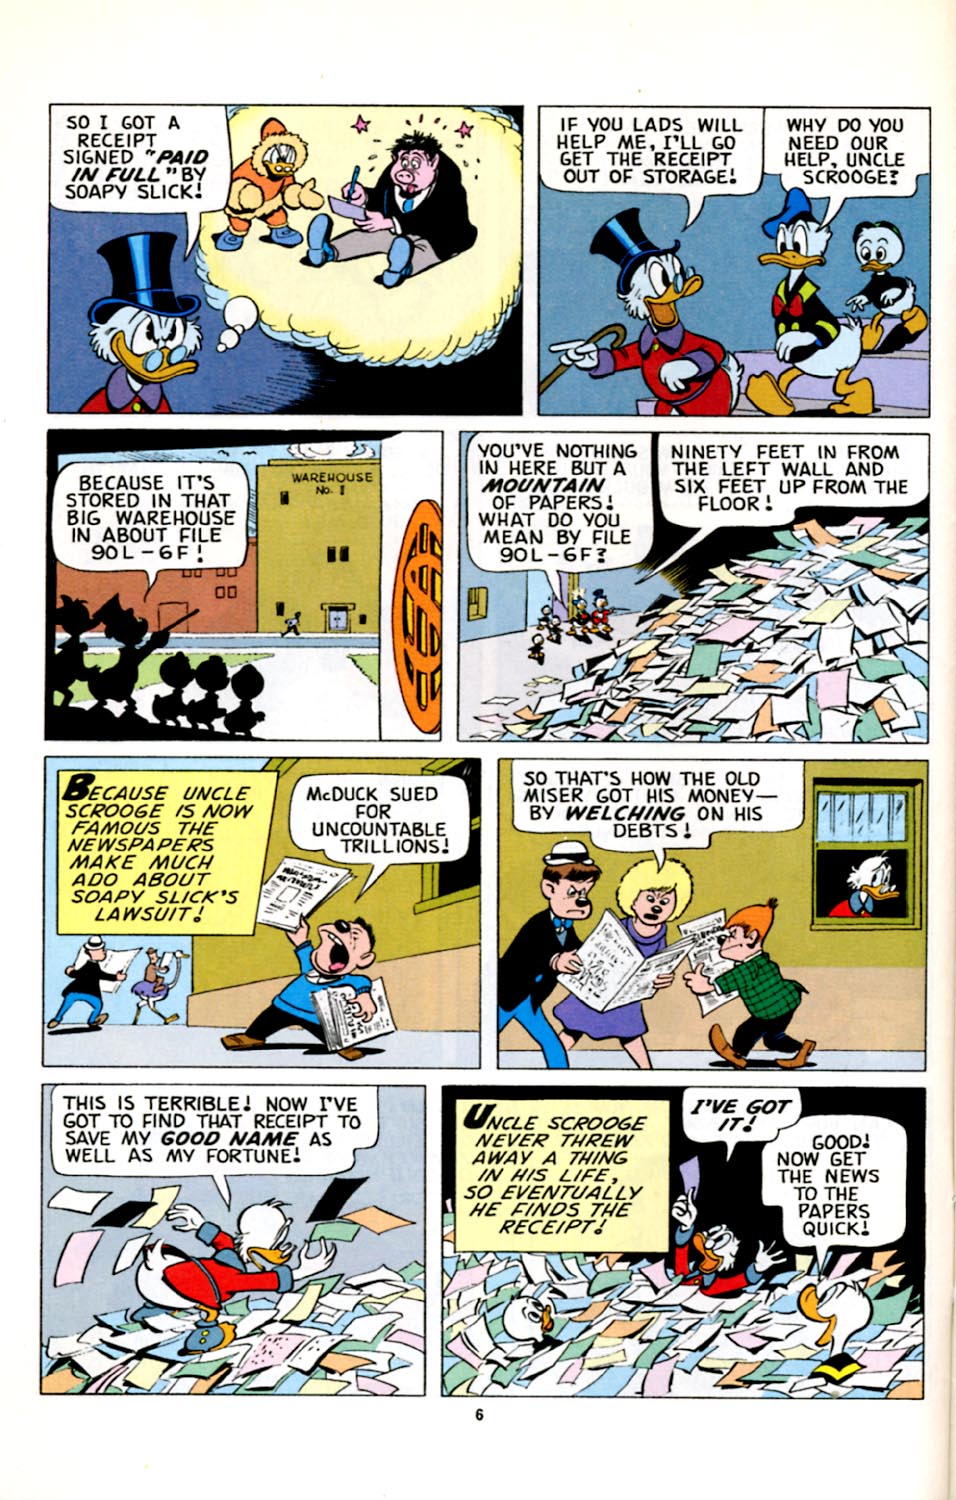 SO I GOT A
RECEIPT
SIGNED "PAID
IN FULL" BY
SOAPY SLICK!
IF YOU LADS WILL
HELP ME, I'LL GO
GET THE RECEIPT
OUT OF STORAGE!
WHY DO YOU
NEED OUR
HELP, UNCLE
SCROOGE?
BECAUSE IT'S
STORED IN THAT
BIG WAREHOUSE
IN ABOUT FILE
90L-6F!
WAREHOUSE
No. 1
YOU'VE NOTHING
IN HERE BUT A
MOUNTAIN
OF PAPERS!
WHAT DO YOU
MEAN BY FILE
90L-6F?
NINETY FEET IN FROM
THE LEFT WALL AND
SIX FEET UP FROM THE
FLOOR!
BECAUSE UNCLE
SCROOGE IS NOW
FAMOUS THE
NEWSPAPERS
MAKE MUCH
ADO ABOUT
SOAPY SLICK'S
LAWSUIT!
McDUCK SUED
FOR
UNCOUNTABLE
TRILLIONS!
SO THAT'S HOW THE OLD
MISER GOT HIS MONEY—
BY WELCHING ON HIS
DEBTS!
THIS IS TERRIBLE! NOW I'VE
GOT TO FIND THAT RECEIPT TO
SAVE MY GOOD NAME AS
WELL AS MY FORTUNE!
UNCLE SCROOGE
NEVER THREW
AWAY A THING
IN HIS LIFE,
SO EVENTUALLY
HE FINDS THE
RECEIPT!
I'VE GOT
IT!
GOOD!
NOW GET
THE NEWS
TO THE
PAPERS
QUICK!
6